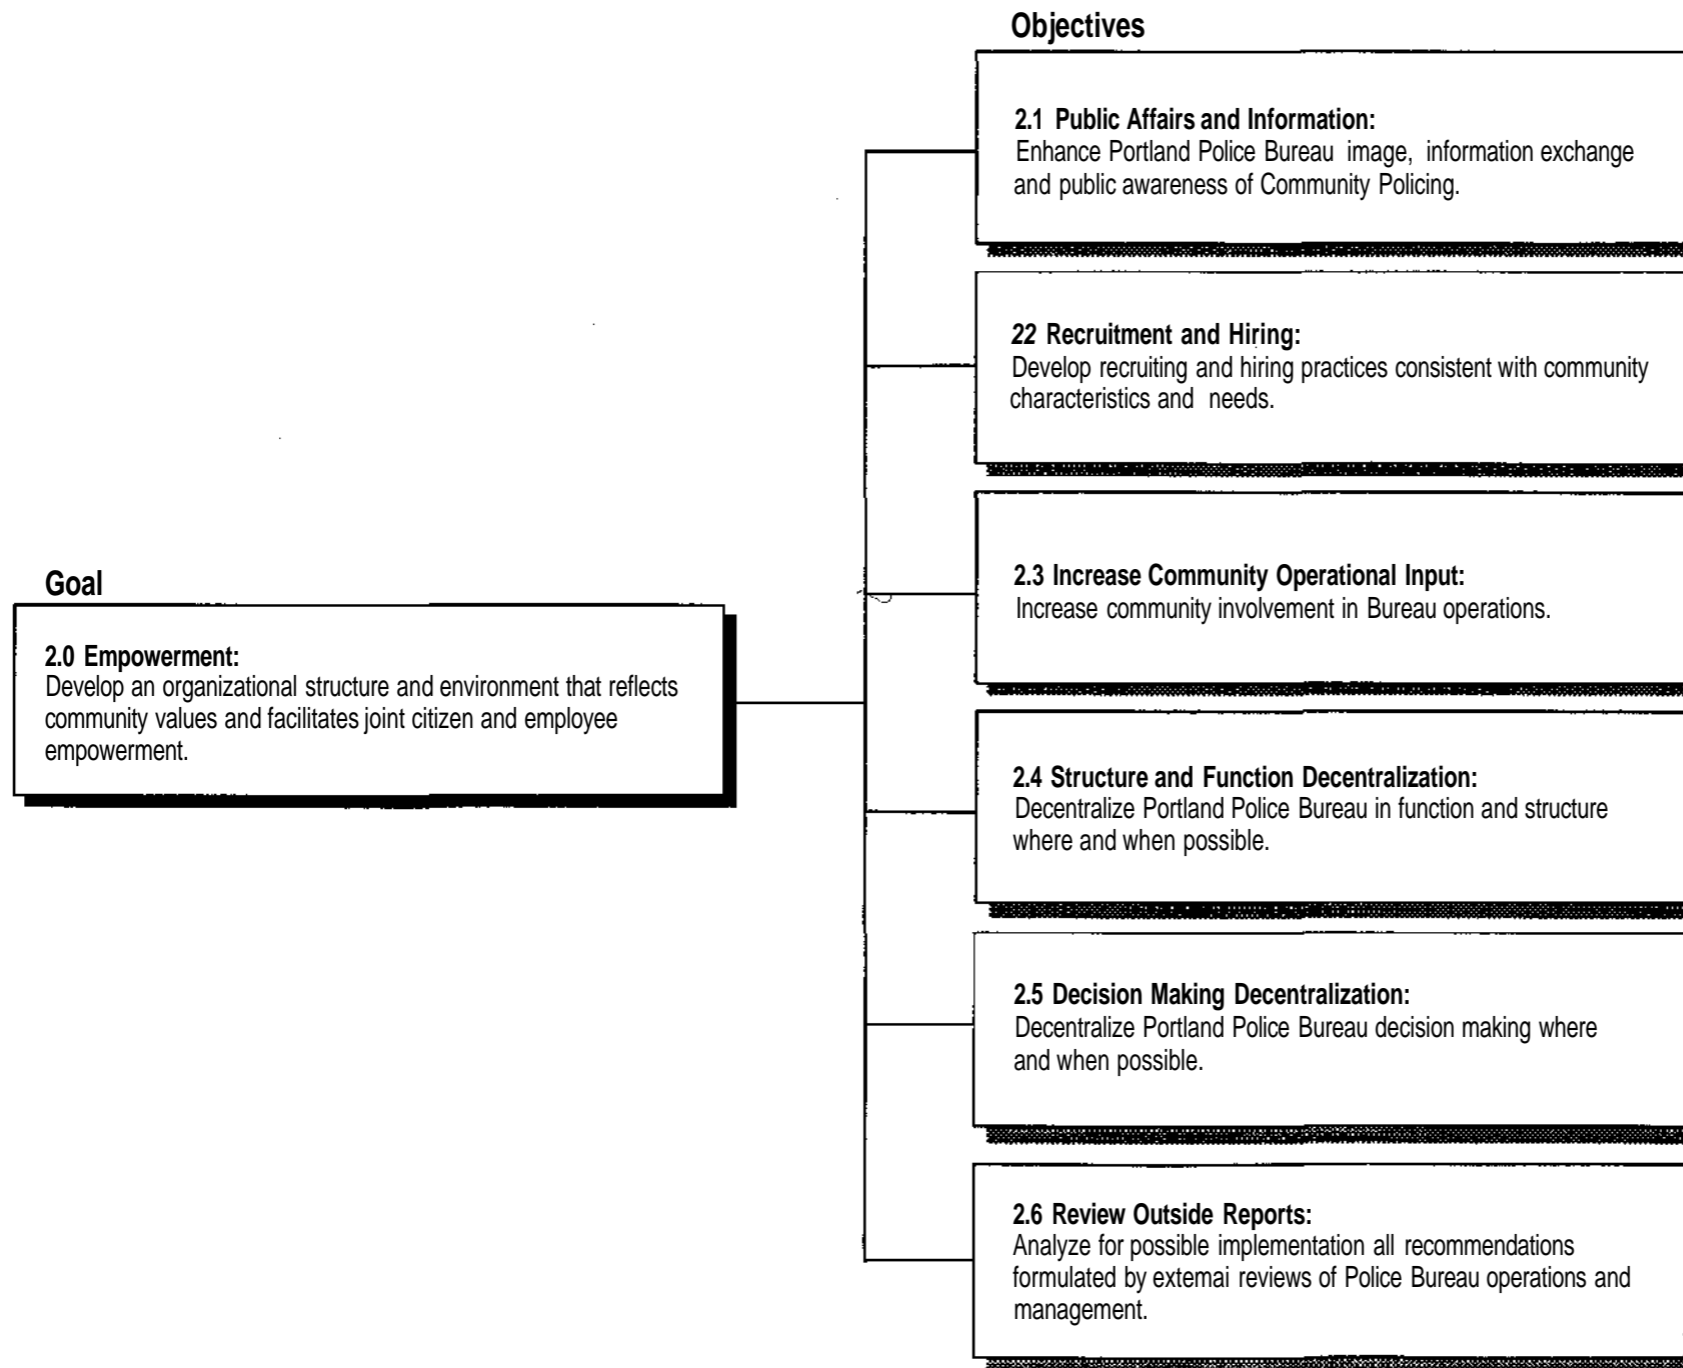 Objectives
2.1 Public Affairs and Information:
Enhance Portland Police Bureau image, information exchange
and public awareness of Community Policing.
22 Recruitment and Hiring:
Develop recruiting and hiring practices consistent with community
characteristics and needs.
2.3 Increase Community Operational Input:
Increase community involvement in Bureau operations.
Goal
2.0 Empowerment:
Develop an organizational structure and environment that reflects
community values and facilitates joint citizen and employee
empowerment.
2.4 Structure and Function Decentralization:
Decentralize Portland Police Bureau in function and structure
where and when possible.
2.5 Decision Making Decentralization:
Decentralize Portland Police Bureau decision making where
and when possible.
2.6 Review Outside Reports:
Analyze for possible implementation all recommendations
formulated by extemai reviews of Police Bureau operations and
management.